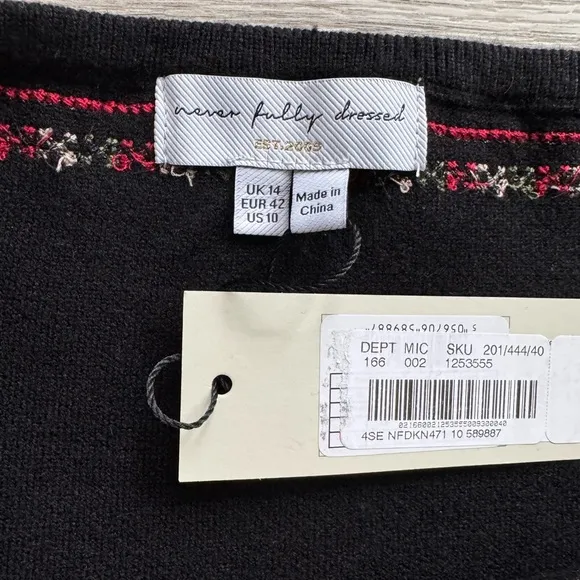 never fully dressed
EST. 2009
UK 14
EUR 42
US 10
Made in
China
DEPT MIC SKU 201/444/40
166 002 1253555
4SE NFDKN471 10 589887